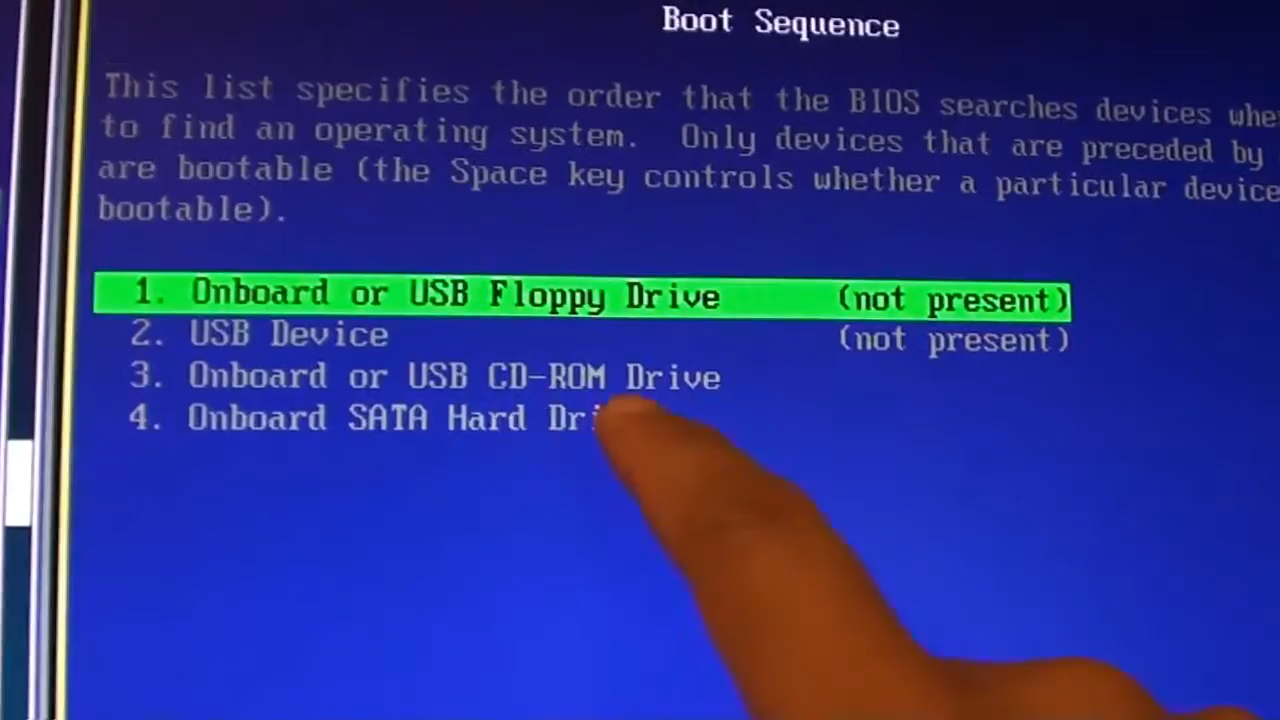 Boot Sequence
This list specifies the order that the BIOS searches devices
to find an operating system. Only devices that are preceded by
are bootable (the Space key controls whether a particular device
bootable).
1. Onboard or USB Floppy Drive (not present)
2. USB Device (not present)
3. Onboard or USB CD-ROM Drive
4. Onboard SATA Hard